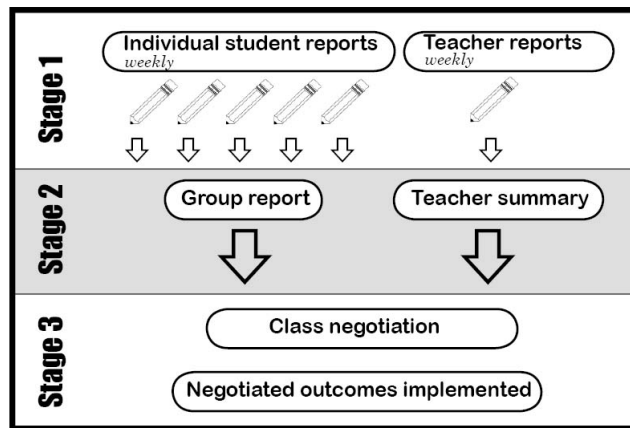 Stage 1
Individual student reports
weekly
Teacher reports
weekly
Stage 2
Group report
Teacher summary
Stage 3
Class negotiation
Negotiated outcomes implemented